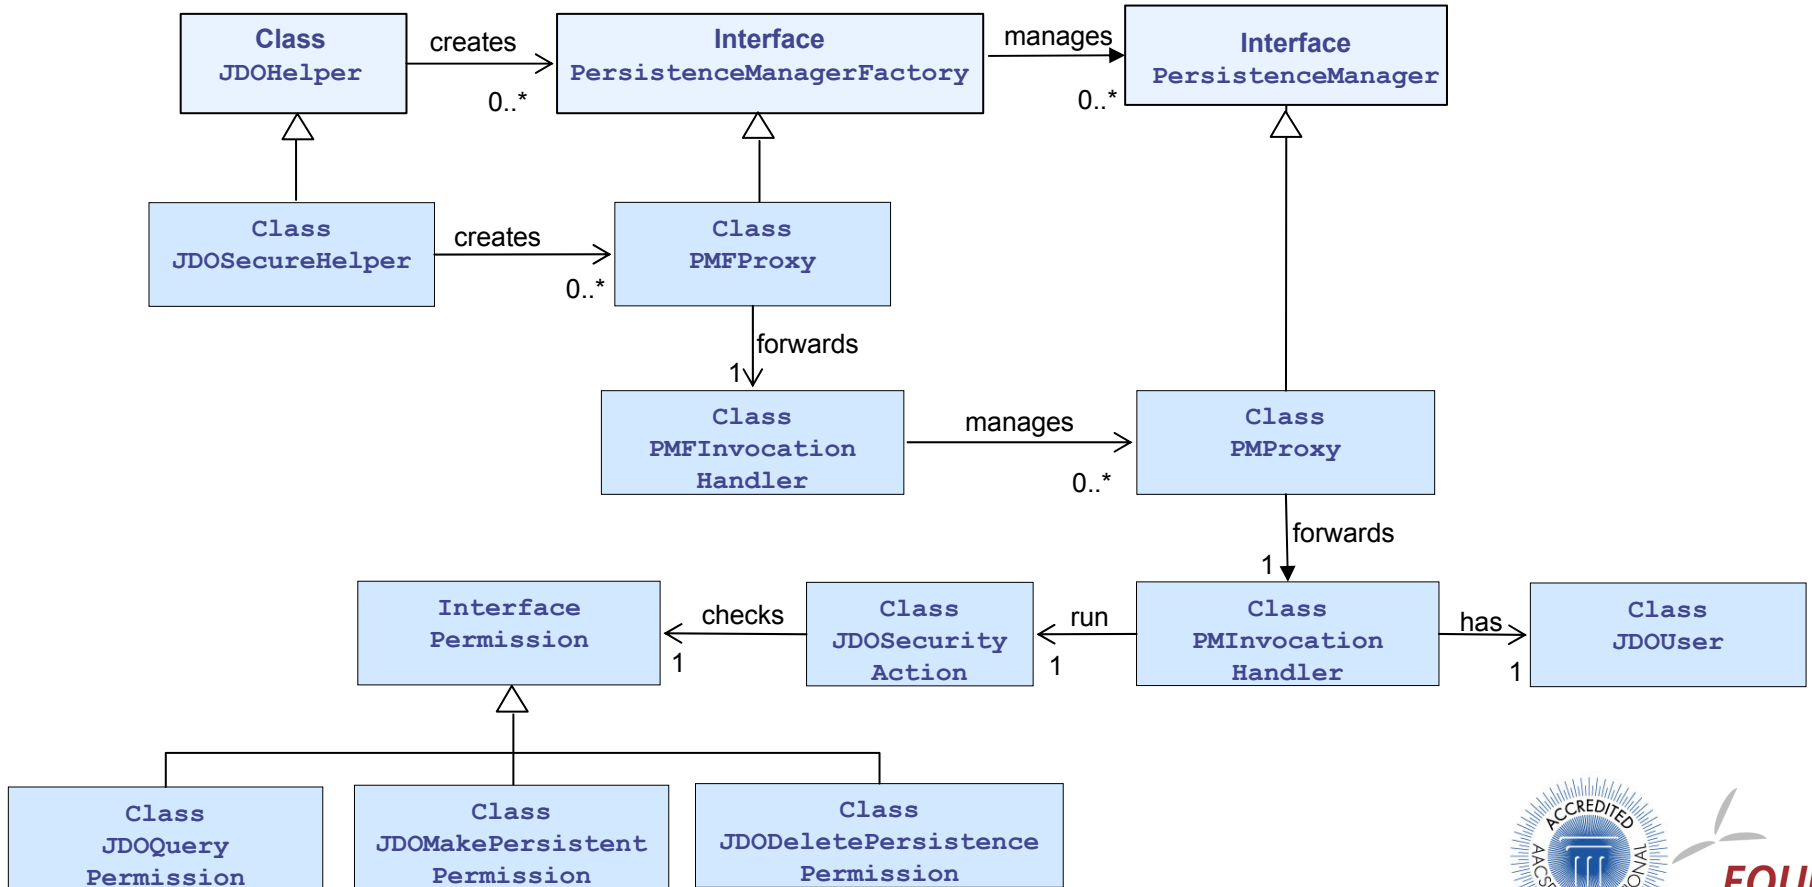 Class
JDOHelper
creates
0..*
Interface
PersistenceManagerFactory
manages
0..*
Interface
PersistenceManager
Class
JDOSecureHelper
creates
0..*
Class
PMFProxy
forwards
1
Class
PMFInvocation
Handler
manages
0..*
Class
PMProxy
forwards
1
Interface
Permission
checks
1
Class
JDOSecurity
Action
run
1
Class
PMInvocation
Handler
has
1
Class
JDOUser
Class
JDOQuery
Permission
Class
JDOMakePersistent
Permission
Class
JDODeletePersistence
Permission
ACCREDITED